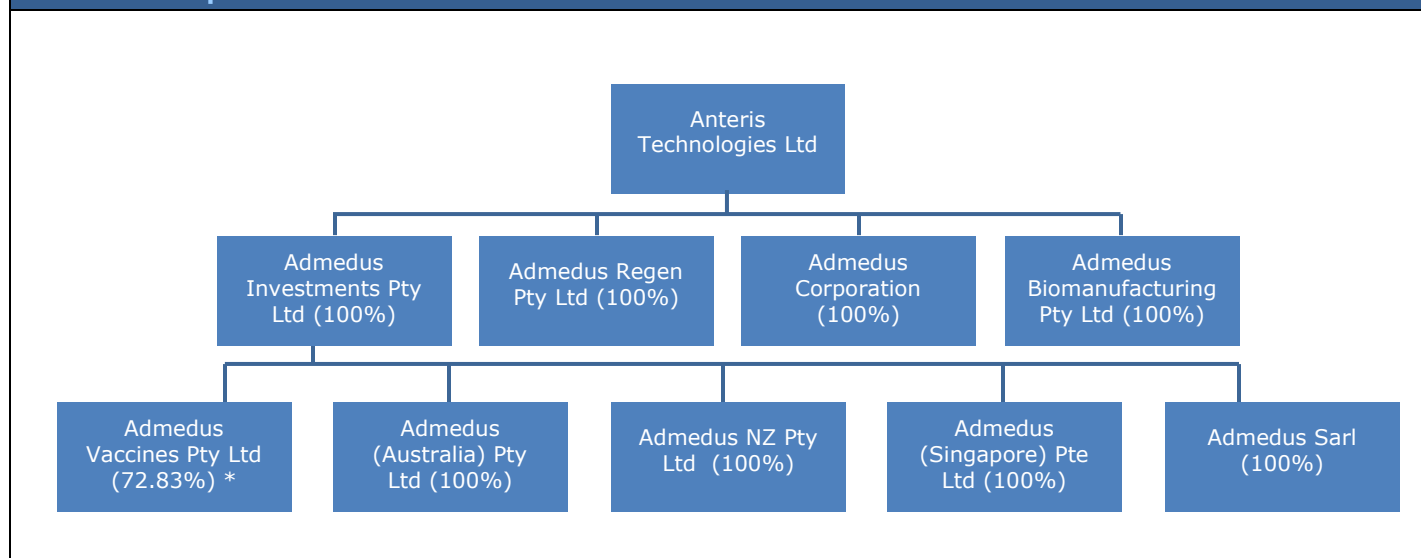 Anteris
Technologies Ltd
Admedus
Investments Pty
Ltd (100%)
Admedus Regen
Pty Ltd (100%)
Admedus
Corporation
(100%)
Admedus
Biomanufacturing
Pty Ltd (100%)
Admedus
Vaccines Pty Ltd
(72.83%) *
Admedus
(Australia) Pty
Ltd (100%)
Admedus NZ Pty
Ltd (100%)
Admedus
(Singapore) Pte
Ltd (100%)
Admedus Sarl
(100%)